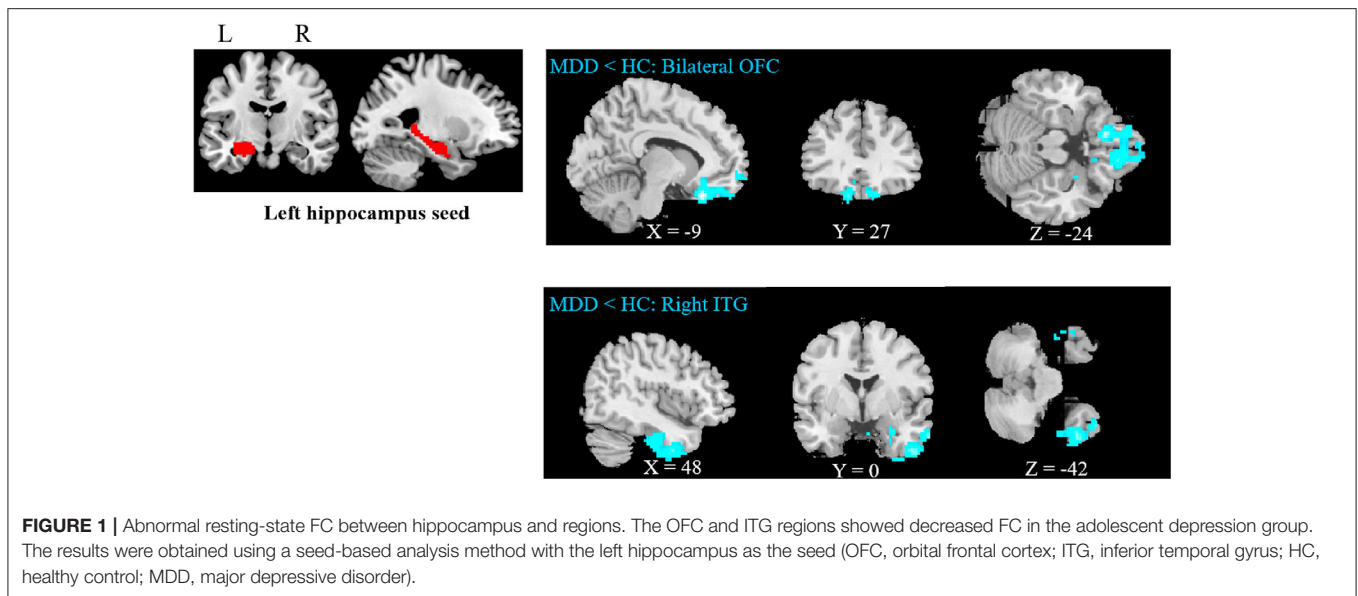 L R
Left hippocampus seed
MDD < HC: Bilateral OFC
X = -9 Y = 27 Z = -24
MDD < HC: Right ITG
X = 48 Y = 0 Z = -42
FIGURE 1 | Abnormal resting-state FC between hippocampus and regions. The OFC and ITG regions showed decreased FC in the adolescent depression group.
The results were obtained using a seed-based analysis method with the left hippocampus as the seed (OFC, orbital frontal cortex; ITG, inferior temporal gyrus; HC,
healthy control; MDD, major depressive disorder).